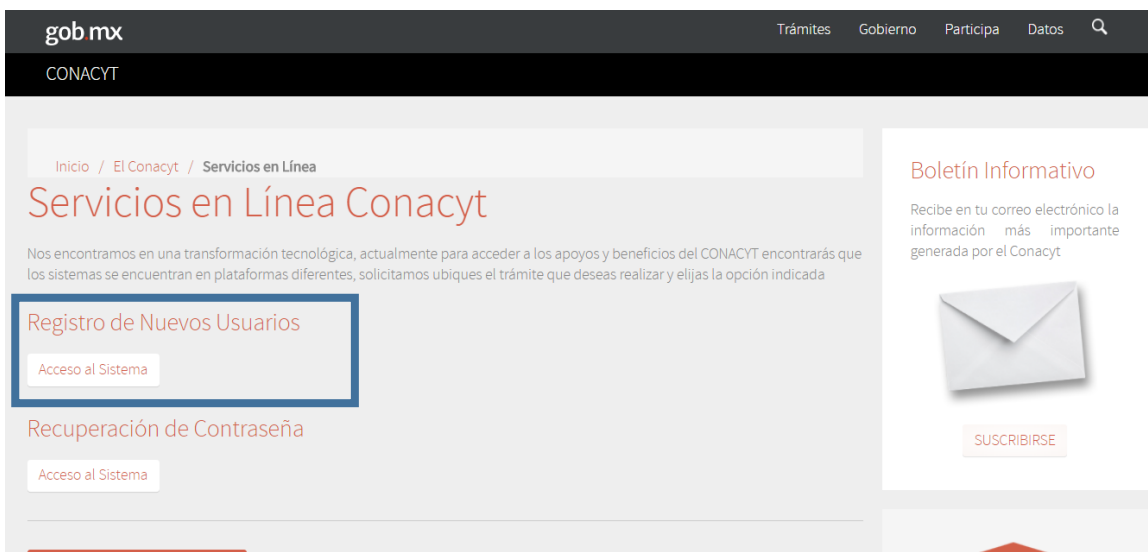 gob.mx
Trámites Gobierno Participa Datos
CONACYT
Inicio / El Conacyt / Servicios en Línea
Servicios en Línea Conacyt
Nos encontramos en una transformación tecnológica, actualmente para acceder a los apoyos y beneficios del CONACYT encontrarás que
los sistemas se encuentran en plataformas diferentes, solicitamos ubiques el trámite que deseas realizar y elijas la opción indicada
Registro de Nuevos Usuarios
Acceso al Sistema
Recuperación de Contraseña
Acceso al Sistema
Boletín Informativo
Recibe en tu correo electrónico la
información más importante
generada por el Conacyt
SUSCRIBIRSE